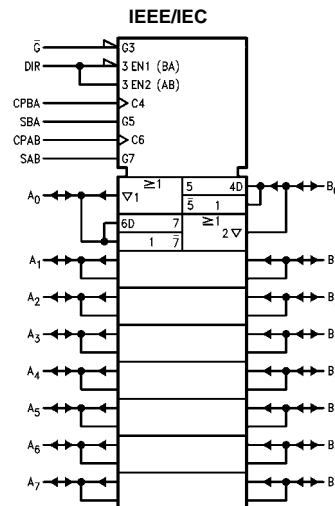 IEEE/IEC
G̅ G3
DIR 3 EN1 (BA)
3 EN2 (AB)
CPBA C4
SBA G5
CPAB C6
SAB G7
A₀ ▽1 ≥1 5 4D B
5̅ 1
6D 7 ≥1
1 7̅ 2▽
A₁ B
A₂ B
A₃ B
A₄ B
A₅ B
A₆ B
A₇ B